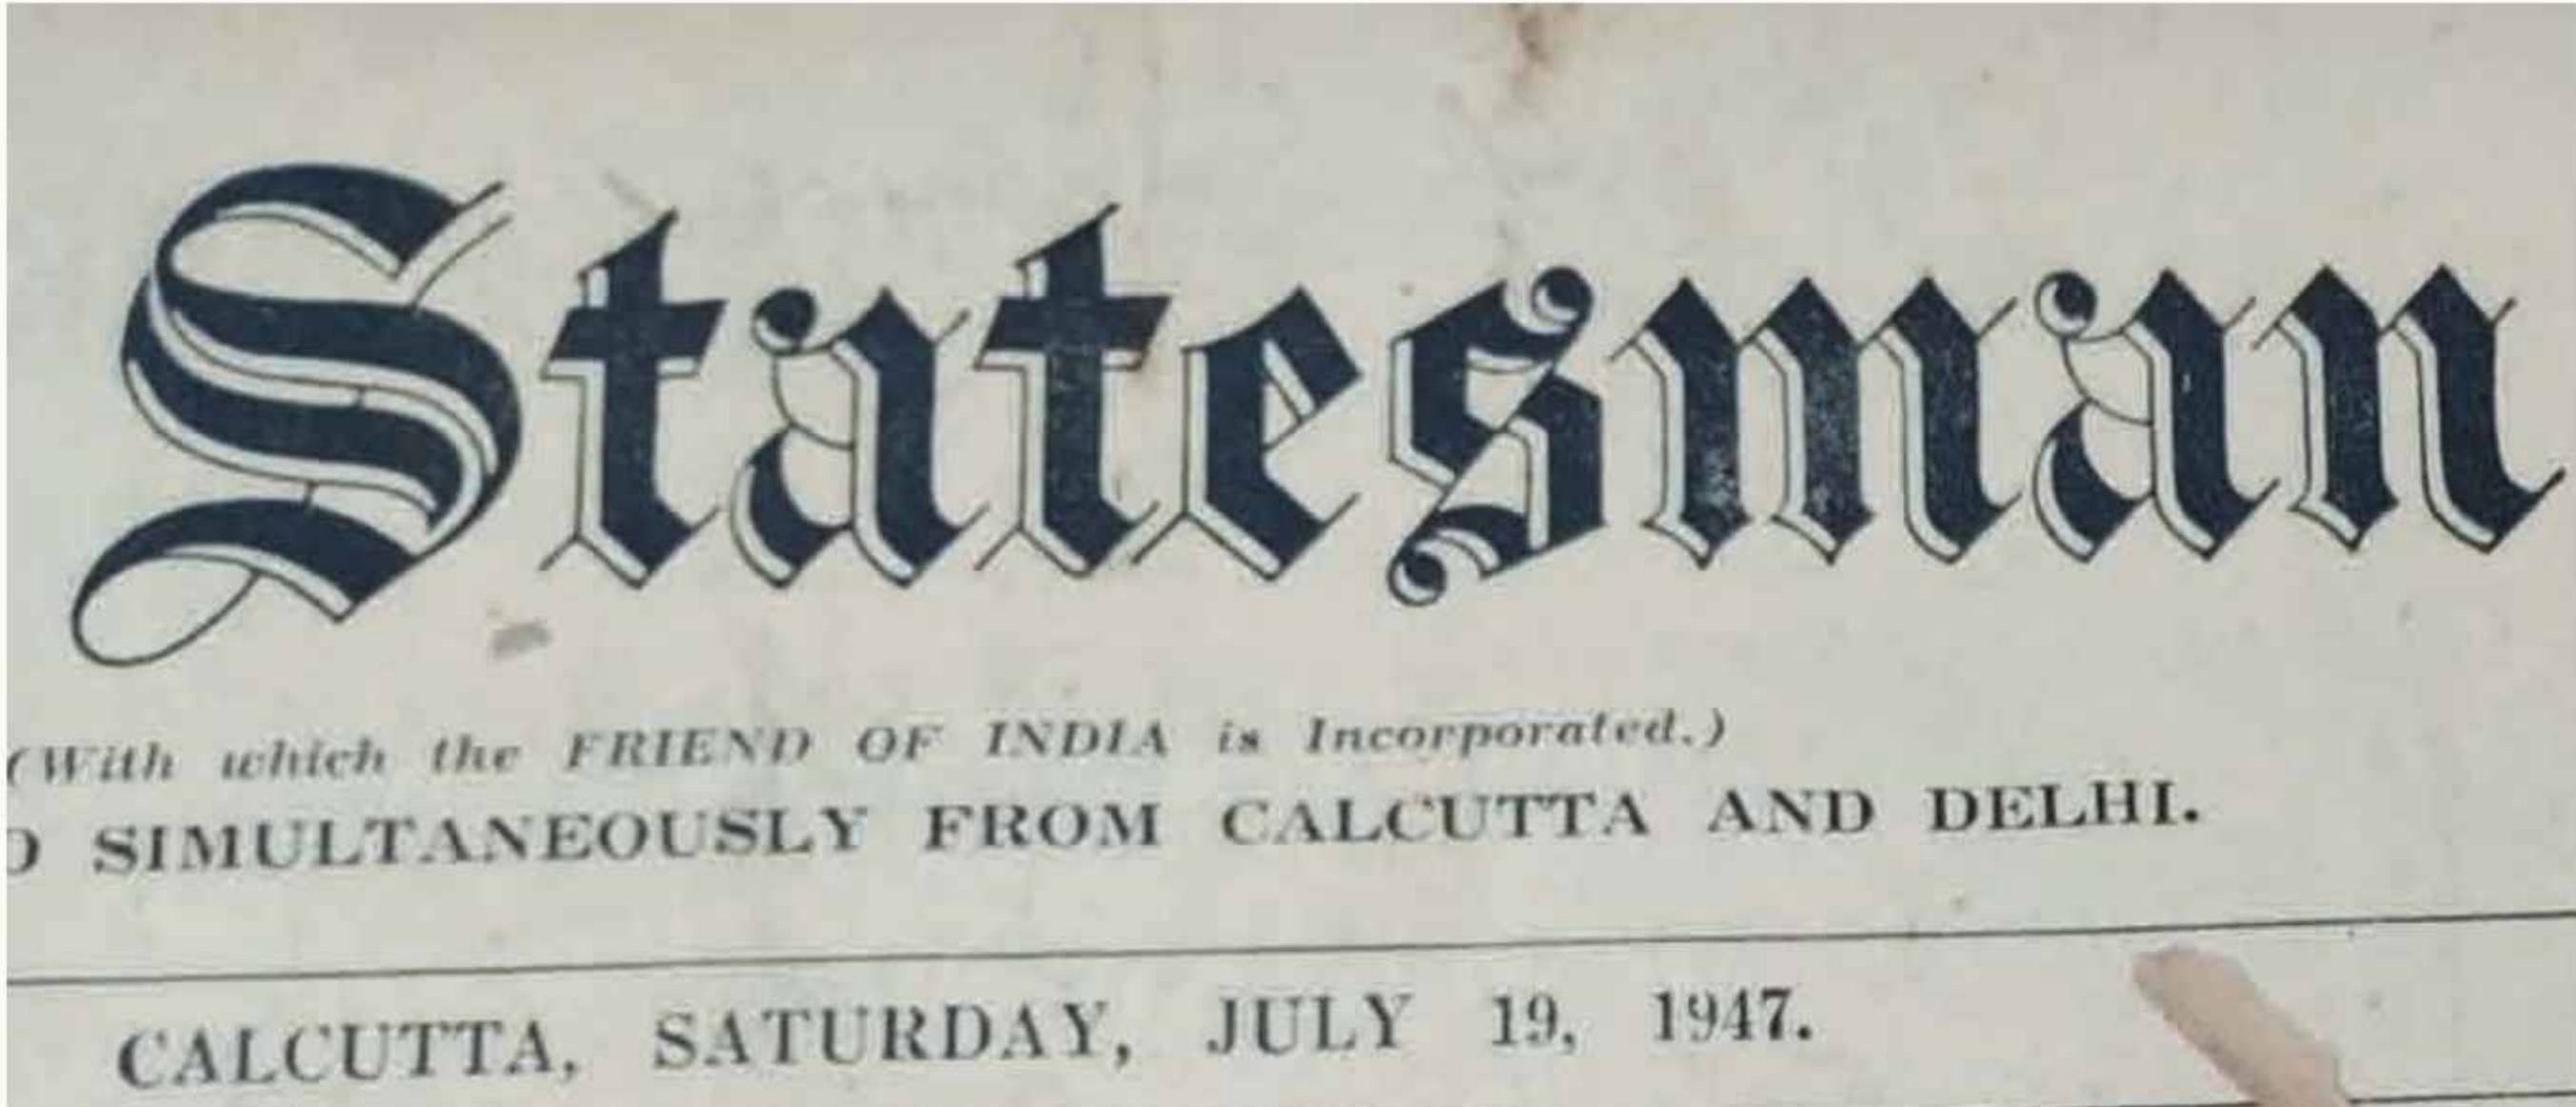 Statesman
(With which the FRIEND OF INDIA is Incorporated.)
D SIMULTANEOUSLY FROM CALCUTTA AND DELHI.
CALCUTTA, SATURDAY, JULY 19, 1947.